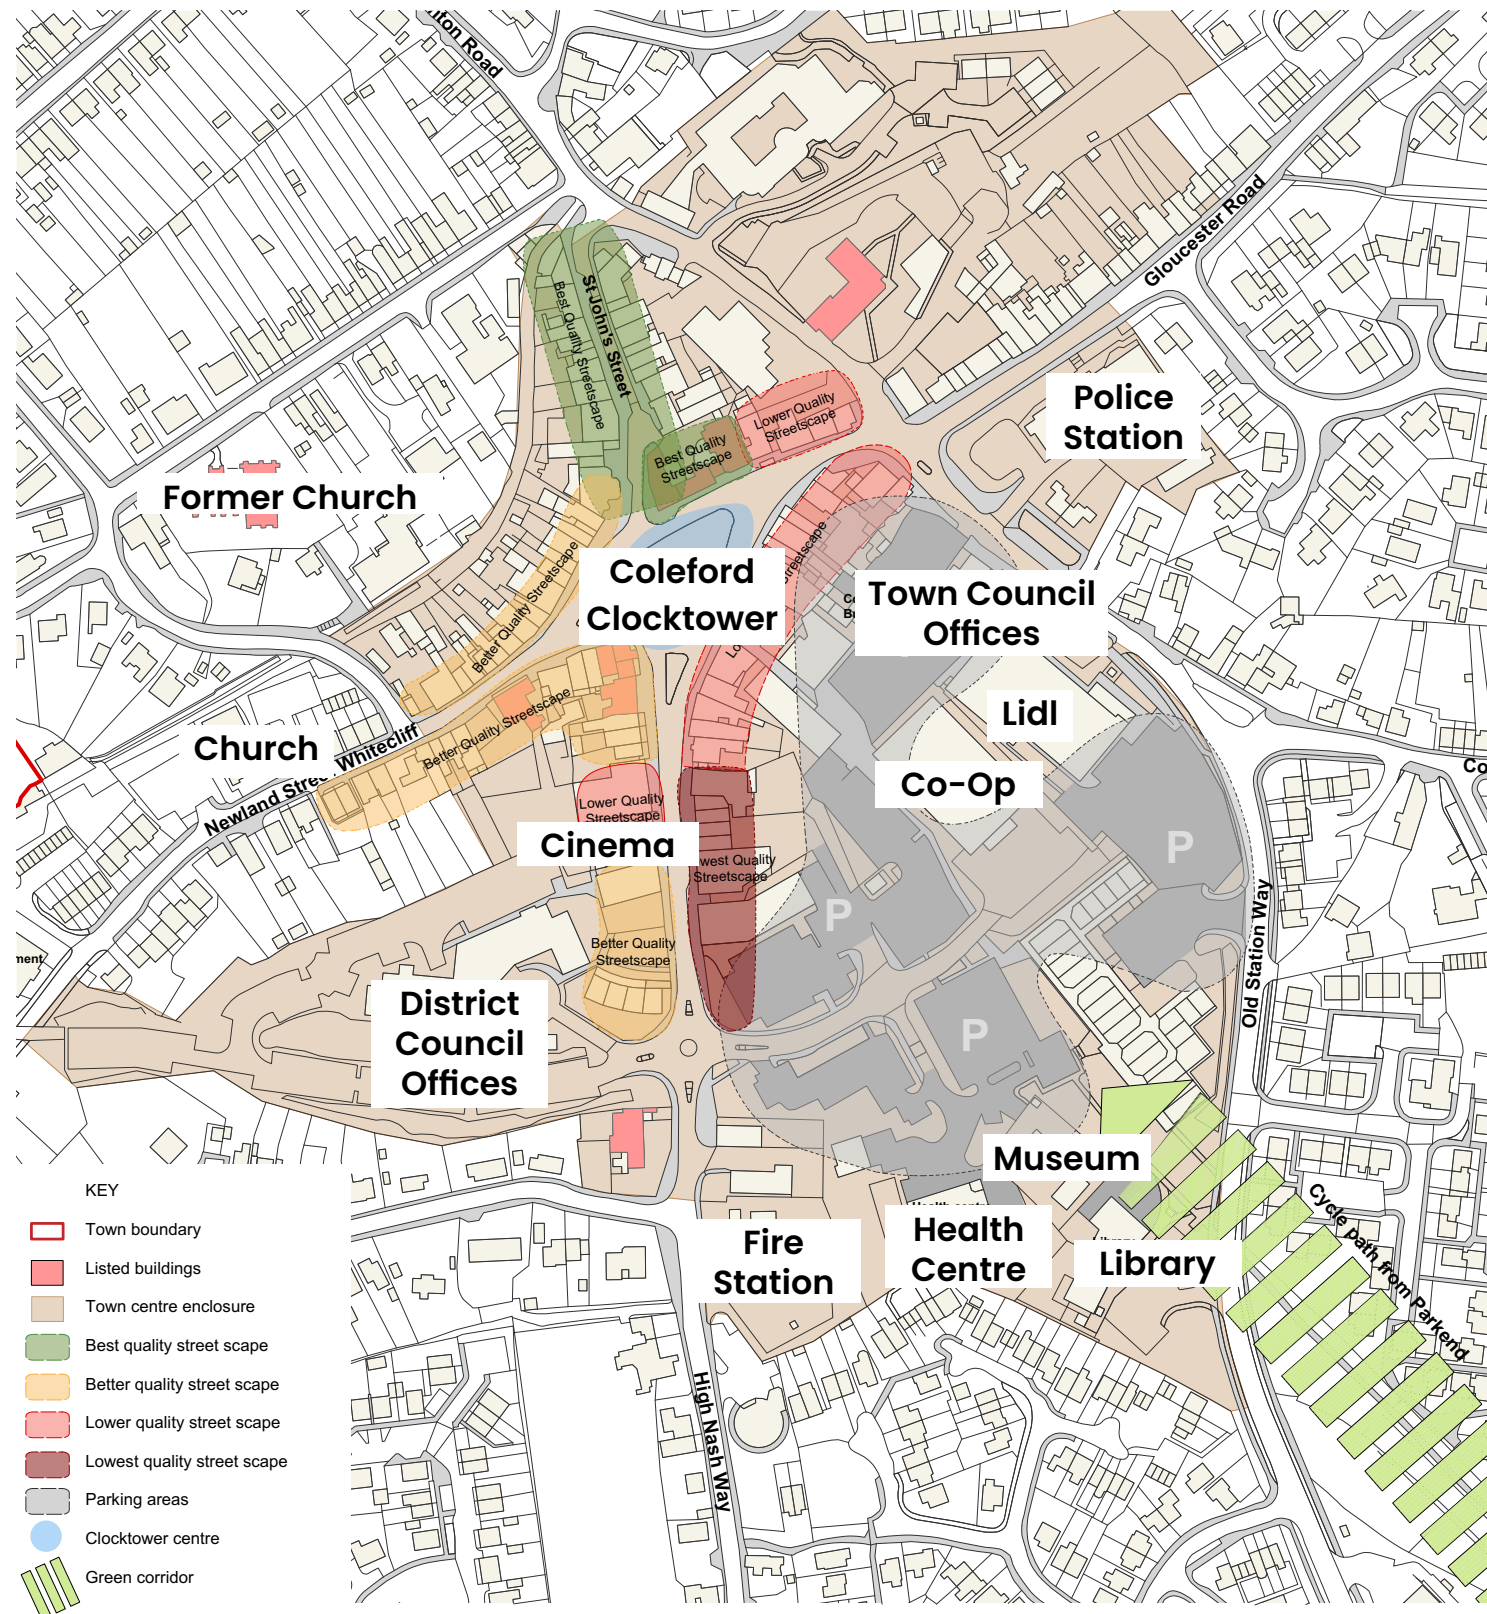 Gloucester Road
St John's Street
Best Quality Streetscape
Lower Quality
Streetscape
Best Quality
Streetscape
Police
Station
Former Church
Better Quality Streetscape
Coleford
Clocktower
Town Council
Offices
Lidl
Church
Newland Street
Whitecliff
Better Quality Streetscape
Co-Op
Lower Quality
Streetscape
Cinema
Quality
Streetscape
P
P
P
Better Quality
Streetscape
Old Station Way
District
Council
Offices
Museum
Cycle path from Parkend
Fire
Station
Health
Centre
Library
High Nash Way
KEY
Town boundary
Listed buildings
Town centre enclosure
Best quality street scape
Better quality street scape
Lower quality street scape
Lowest quality street scape
Parking areas
Clocktower centre
Green corridor